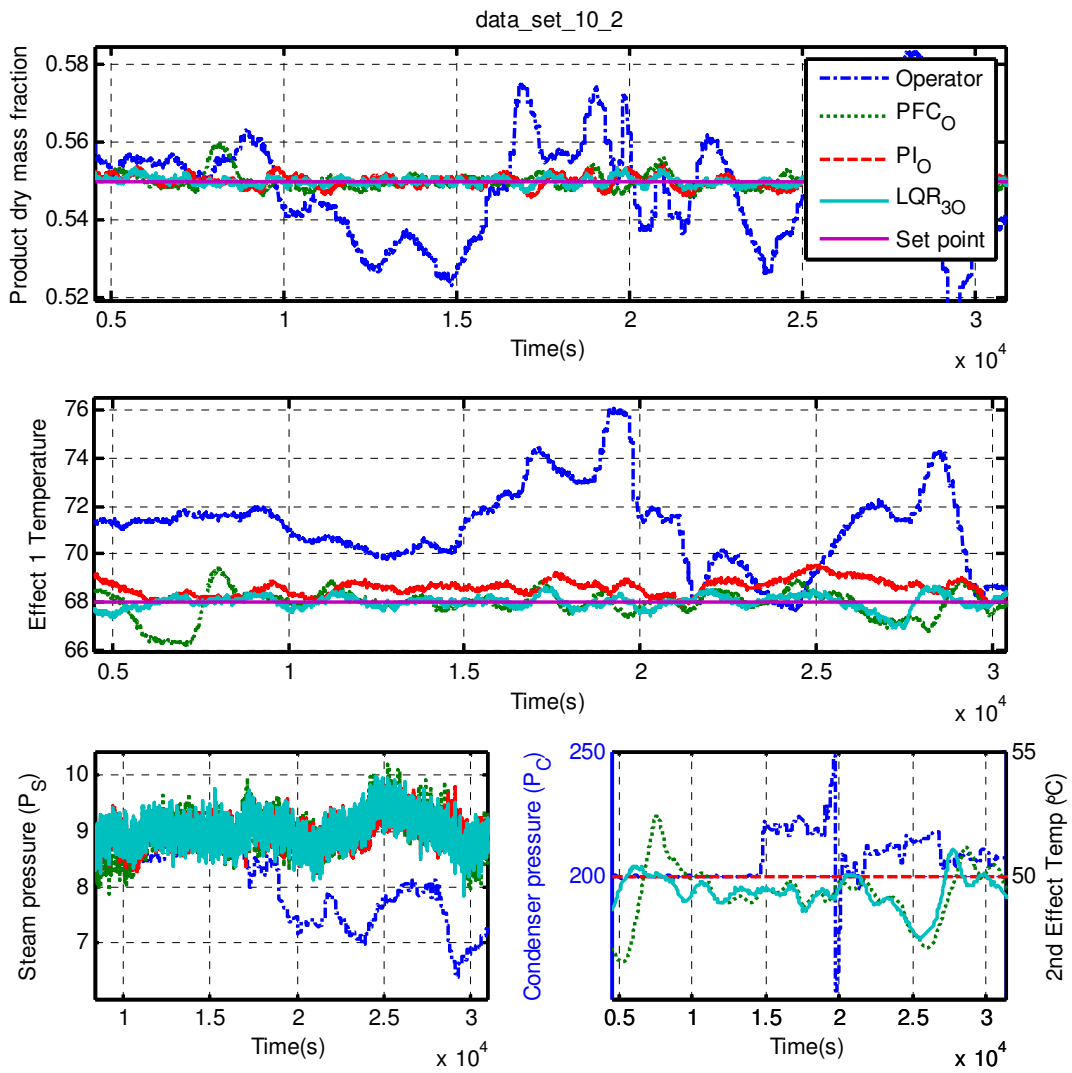 data_set_10_2
Product dry mass fraction
0.58
0.56
0.54
0.52
Operator
PFC_O
PI_O
LQR_3O
Set point
0.5 1 1.5 2 2.5 3
Time(s)
x 10^4
Effect 1 Temperature
76
74
72
70
68
66
0.5 1 1.5 2 2.5 3
Time(s)
x 10^4
Steam pressure (P_S)
10
9
8
7
1 1.5 2 2.5 3
Time(s)
x 10^4
Condenser pressure (P_C)
250
200
55
50
2nd Effect Temp (ºC)
0.5 1 1.5 2 2.5 3
Time(s)
x 10^4